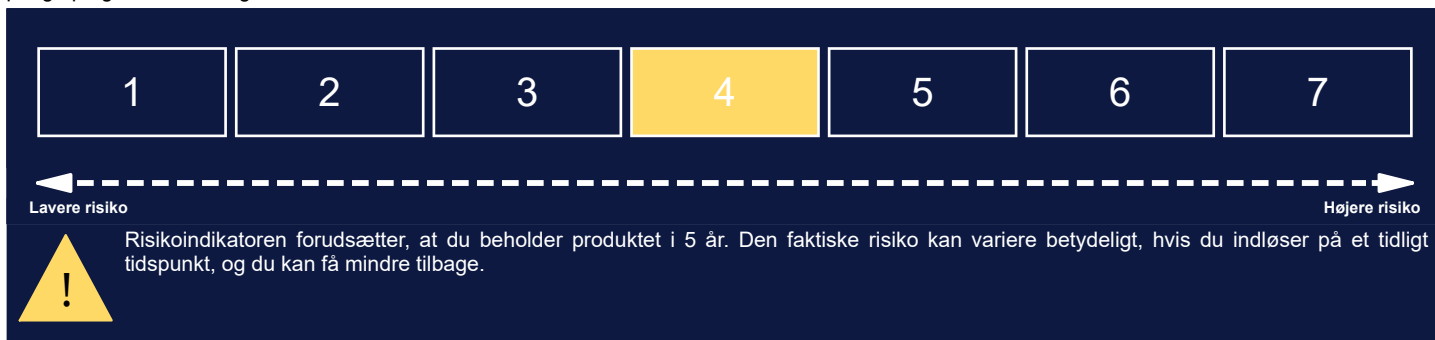 1 2 3 4 5 6 7
Lavere risiko Højere risiko
Risikoindikatoren forudsætter, at du beholder produktet i 5 år. Den faktiske risiko kan variere betydeligt, hvis du indløser på et tidligt
tidspunkt, og du kan få mindre tilbage.
!